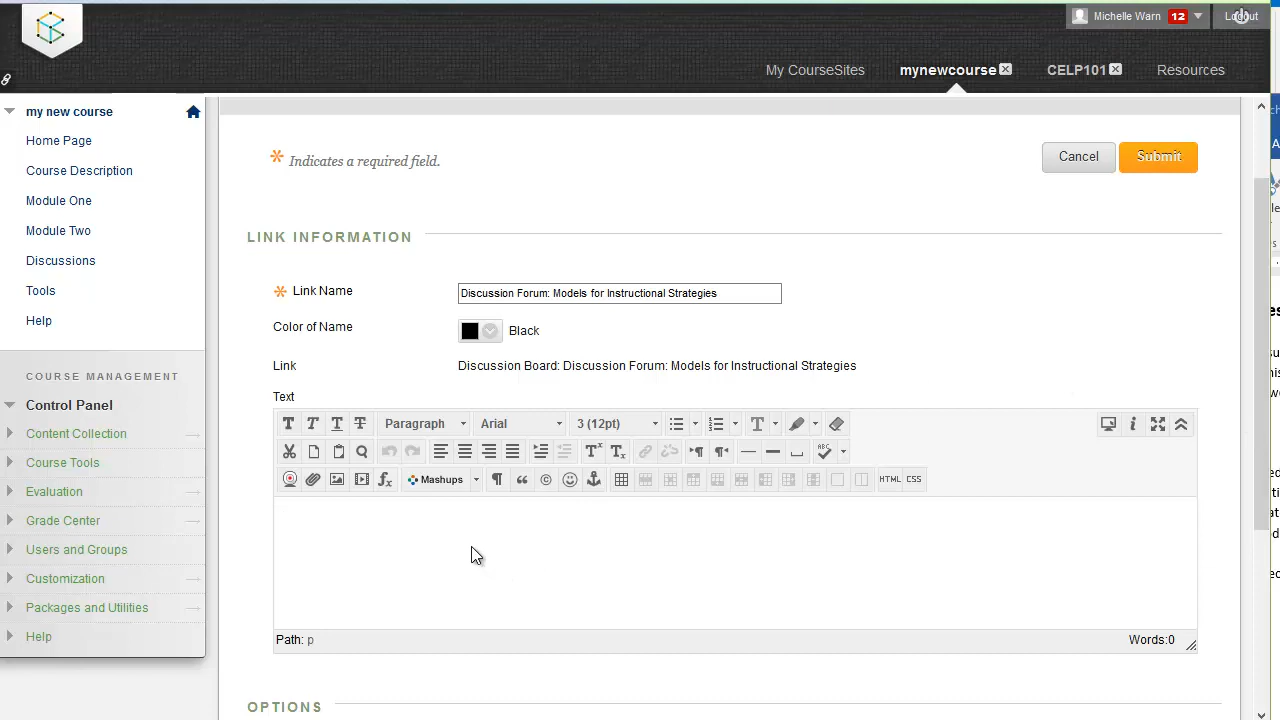 Michelle Warn 12 Logout
My CourseSites mynewcourse CELP101 Resources
my new course
Home Page
Course Description
Module One
Module Two
Discussions
Tools
Help
COURSE MANAGEMENT
Control Panel
Content Collection
Course Tools
Evaluation
Grade Center
Users and Groups
Customization
Packages and Utilities
Help
Indicates a required field.
Cancel Submit
LINK INFORMATION
Link Name Discussion Forum: Models for Instructional Strategies
Color of Name Black
Link Discussion Board: Discussion Forum: Models for Instructional Strategies
Text
T T T T Paragraph Arial 3 (12pt) T
ABC
Mashups HTML CSS
Path: p Words:0
OPTIONS